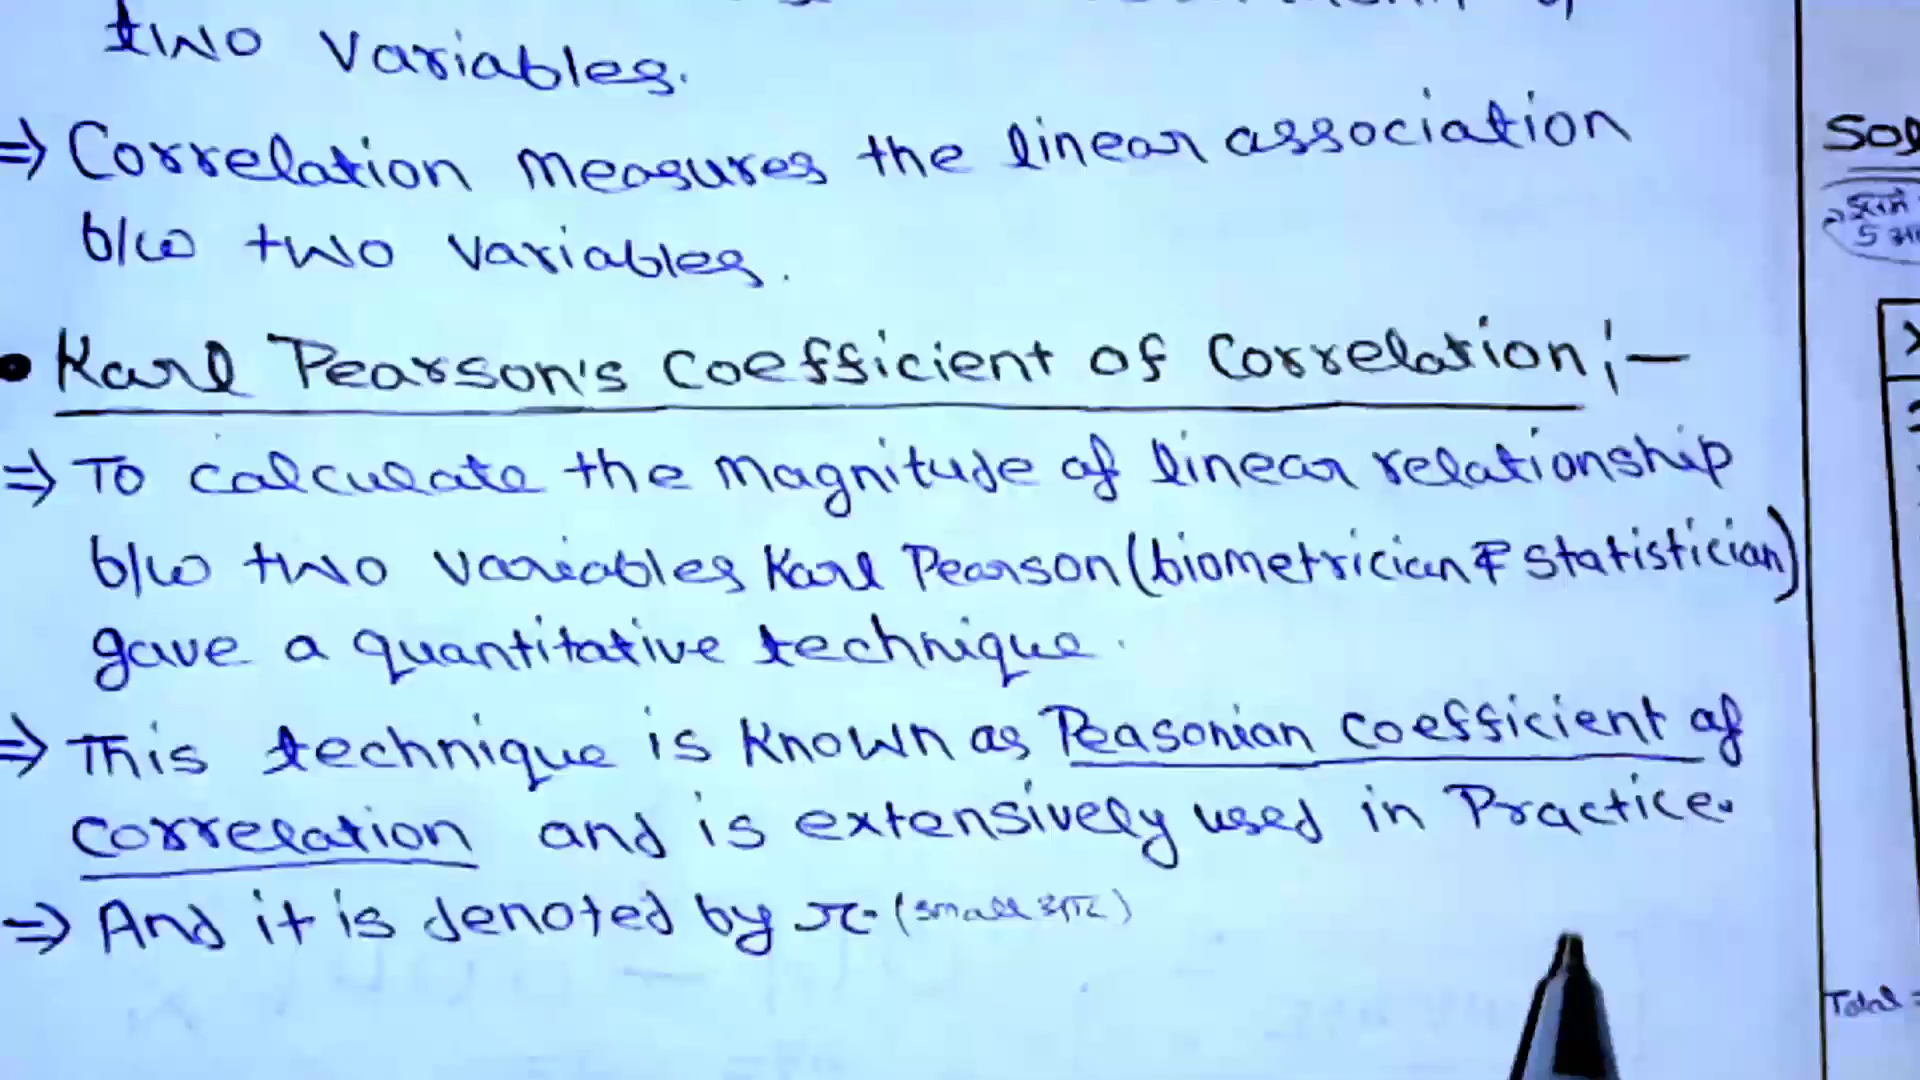 two variables.
⇒ Correlation measures the linear association
b/w two variables.
• Karl Pearson's Coefficient of Correlation;-
⇒ To calculate the magnitude of linear relationship
b/w two variables Karl Pearson (biometrician & statistician)
gave a quantitative technique.
⇒ This technique is known as Peasonian coefficient of
correlation and is extensively used in Practice.
⇒ And it is denoted by r. (small आर)
Total =